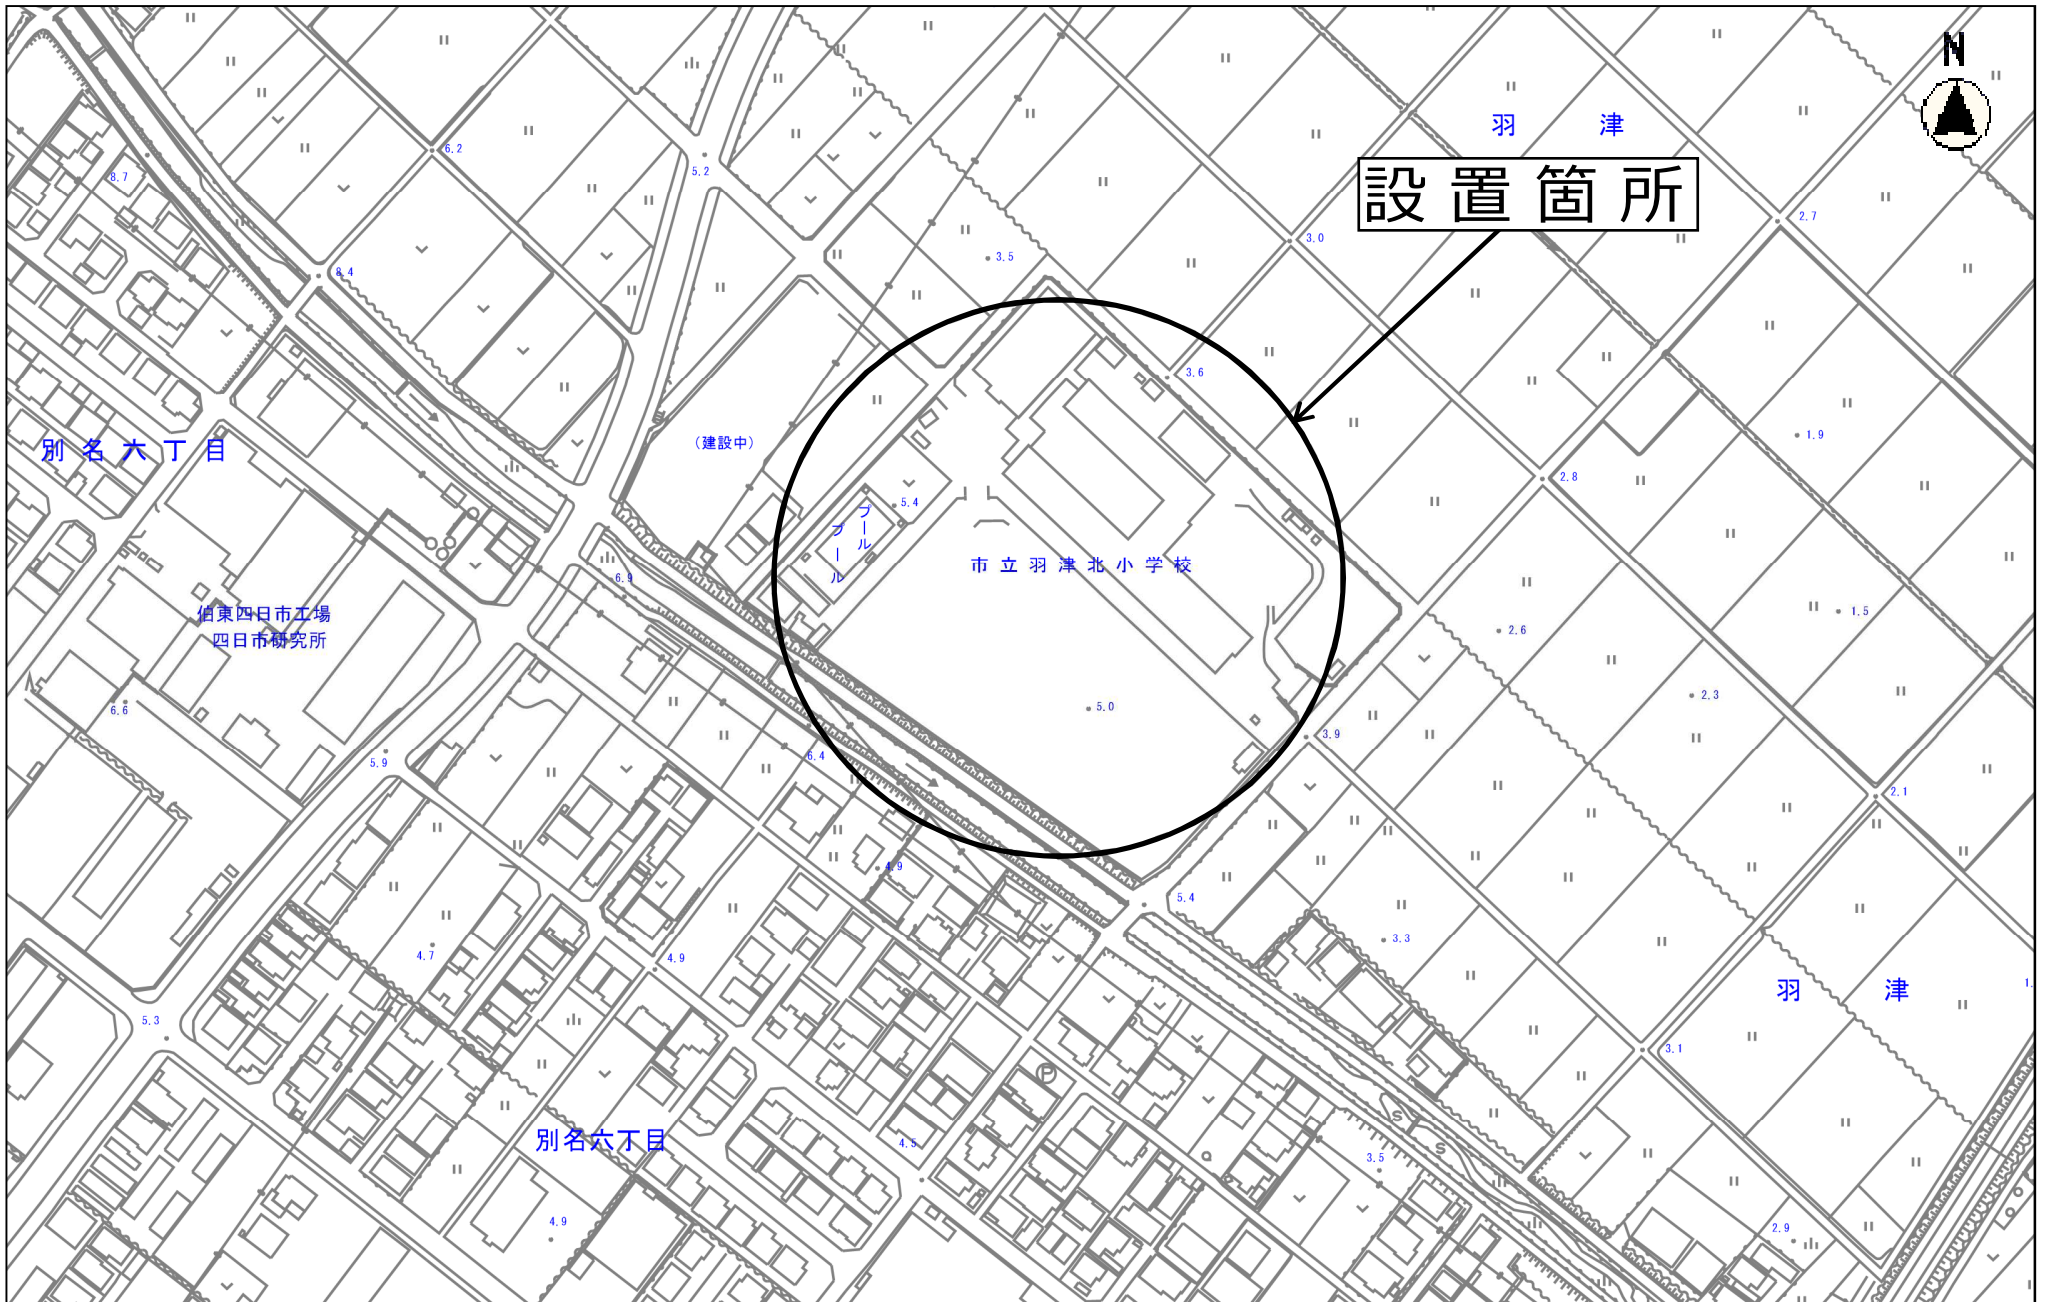 N
羽津
設置箇所
6.2
5.2
8.7
2.7
3.0
3.5
8.4
3.6
別名六丁目
(建設中)
1.9
2.8
5.4
プール
プール
市立羽津北小学校
6.9
伯東四日市工場
四日市研究所
1.5
2.6
2.3
6.6
5.0
3.9
6.4
5.9
2.1
4.9
5.4
3.3
4.7
4.9
羽津
1.
5.3
3.1
P
S
S
別名六丁目
4.5
3.5
a
4.9
2.9